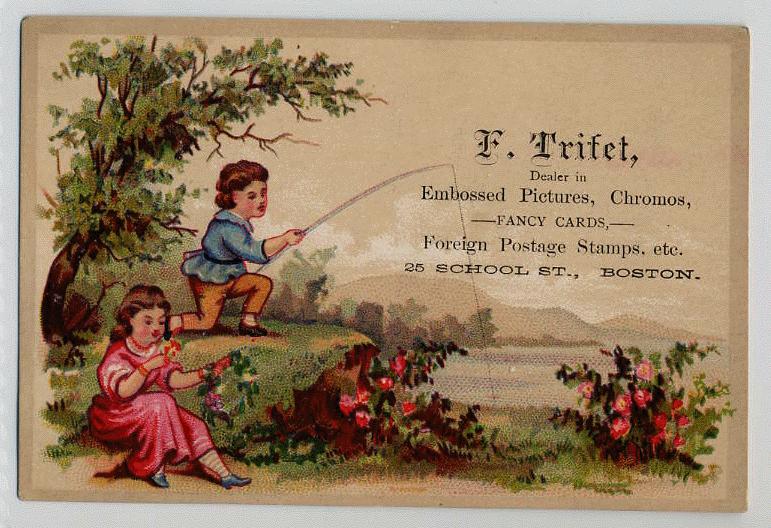 F. Trifet,
Dealer in
Embossed Pictures, Chromos,
—FANCY CARDS,—
Foreign Postage Stamps, etc.
25 SCHOOL ST., BOSTON.